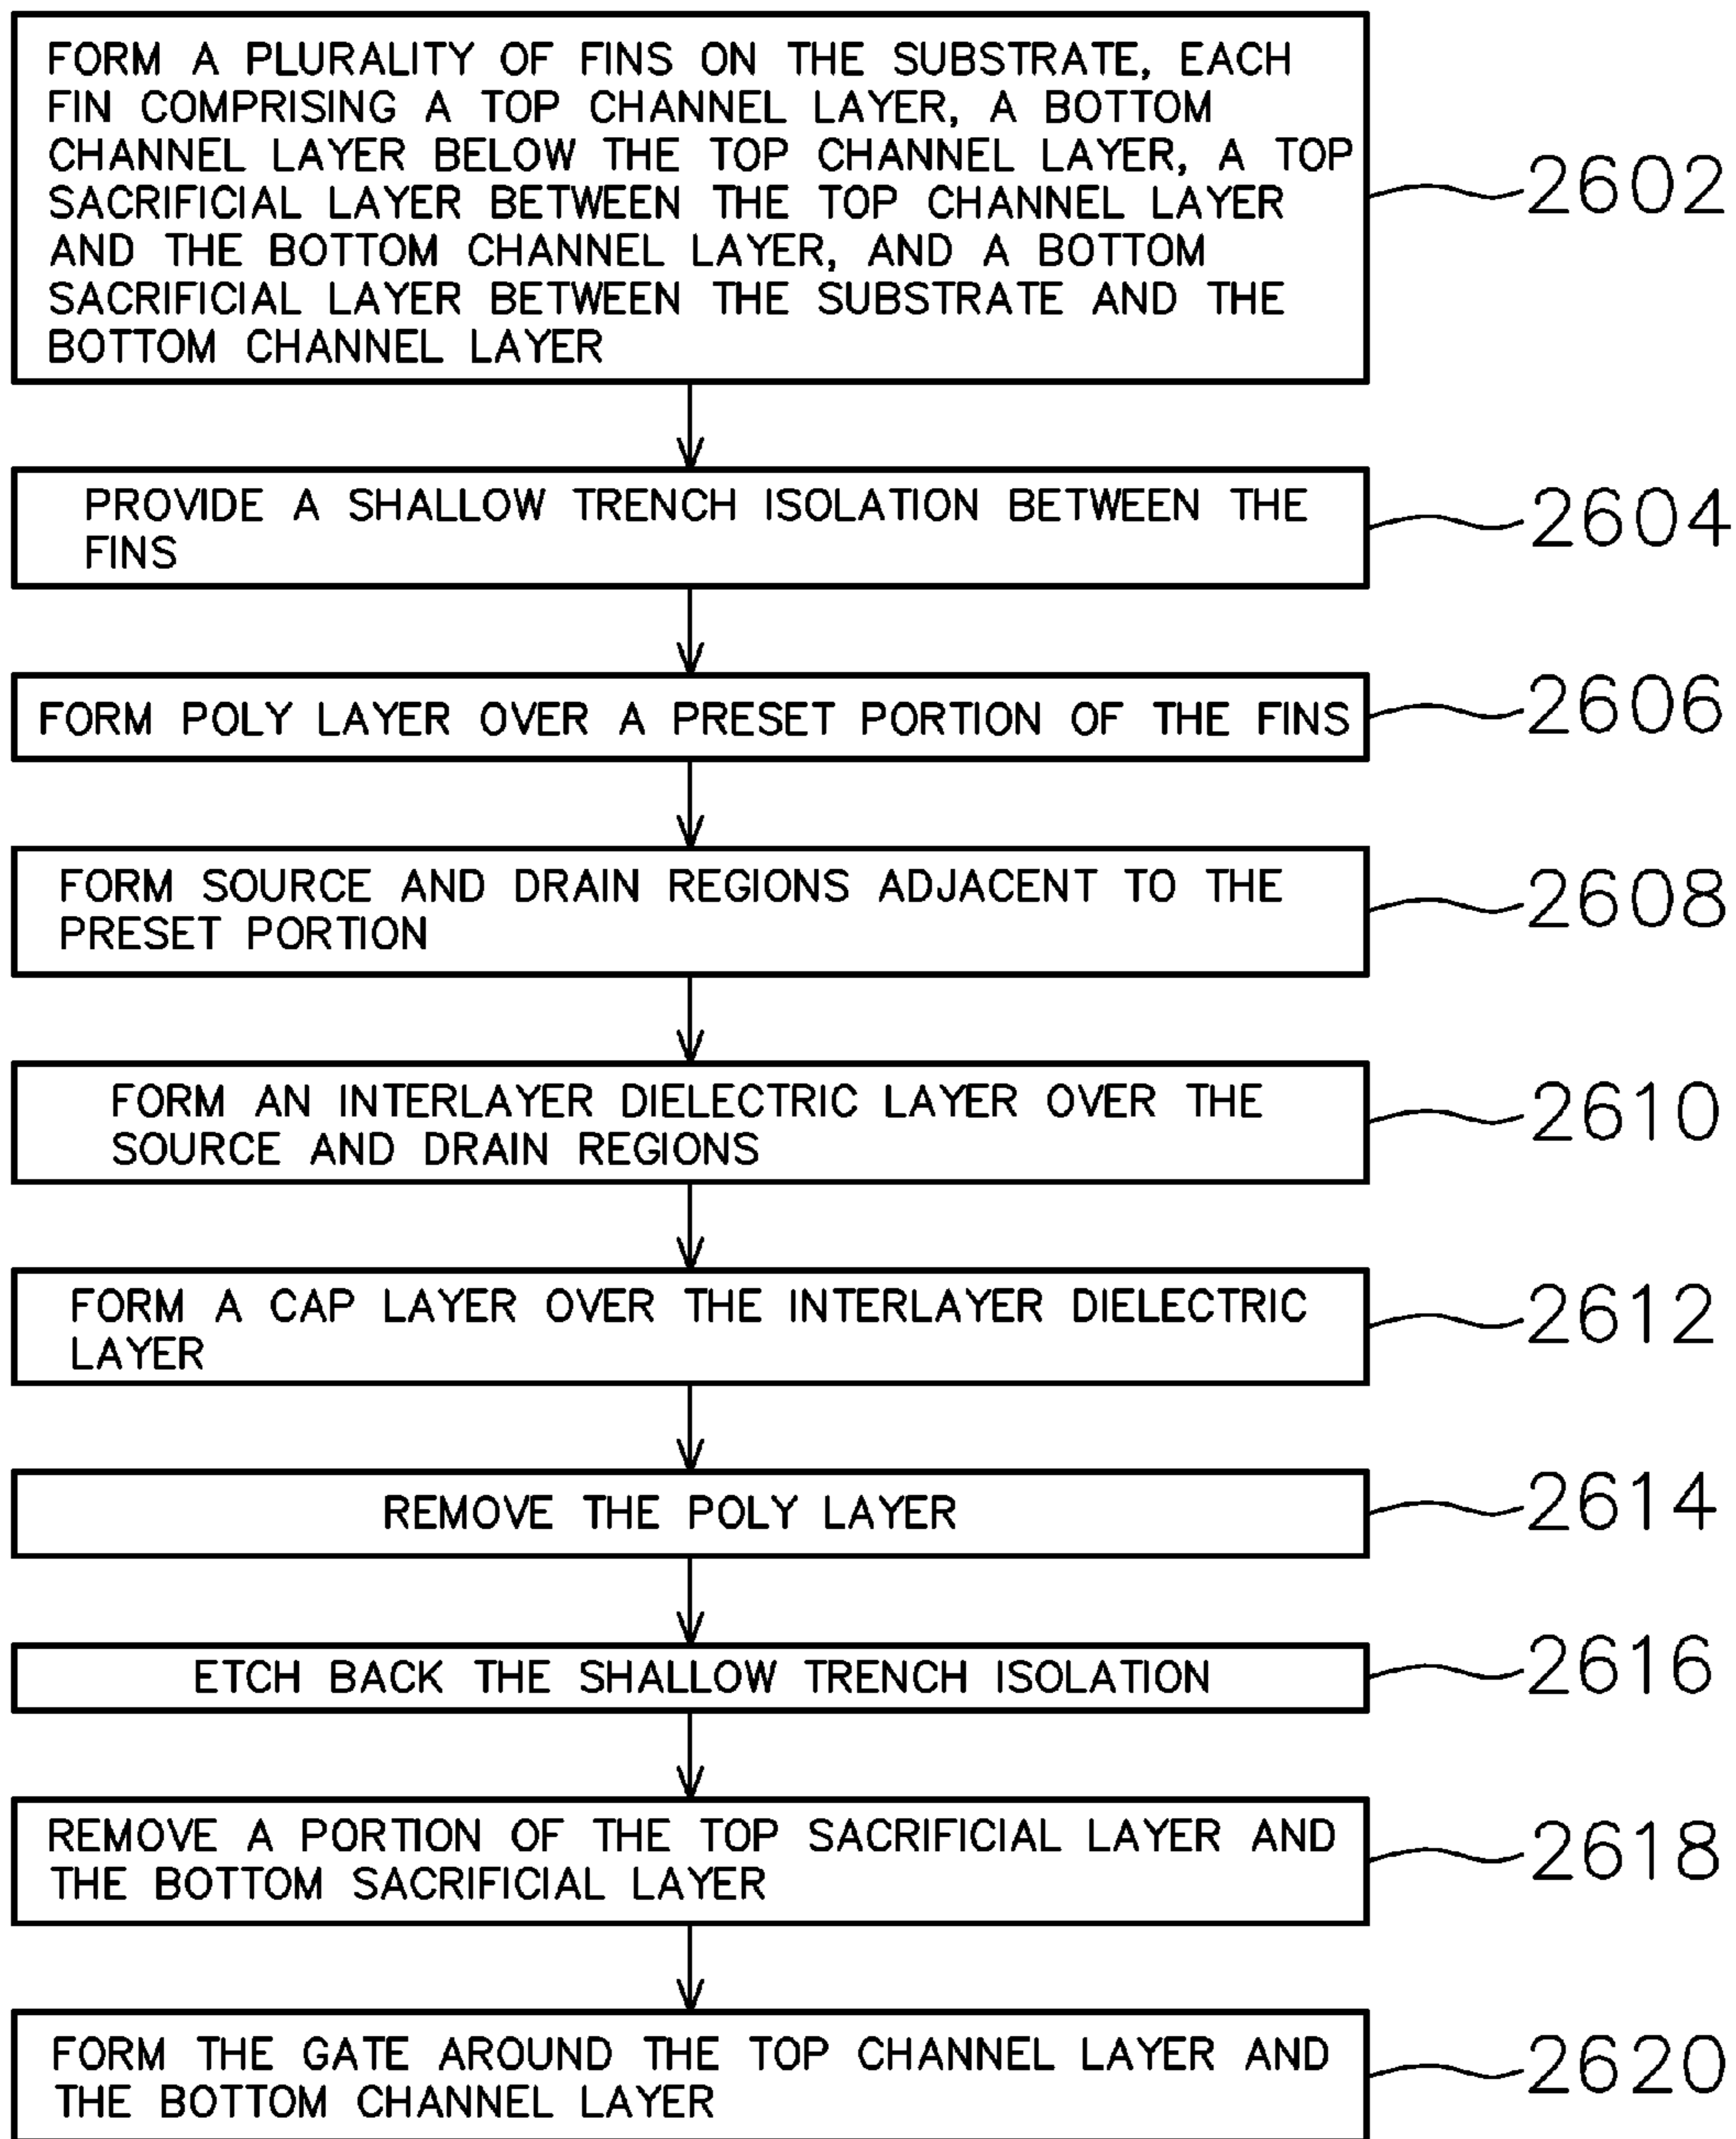 FORM A PLURALITY OF FINS ON THE SUBSTRATE, EACH
FIN COMPRISING A TOP CHANNEL LAYER, A BOTTOM
CHANNEL LAYER BELOW THE TOP CHANNEL LAYER, A TOP
SACRIFICIAL LAYER BETWEEN THE TOP CHANNEL LAYER
AND THE BOTTOM CHANNEL LAYER, AND A BOTTOM
SACRIFICIAL LAYER BETWEEN THE SUBSTRATE AND THE
BOTTOM CHANNEL LAYER
2602
PROVIDE A SHALLOW TRENCH ISOLATION BETWEEN THE
FINS
2604
FORM POLY LAYER OVER A PRESET PORTION OF THE FINS
2606
FORM SOURCE AND DRAIN REGIONS ADJACENT TO THE
PRESET PORTION
2608
FORM AN INTERLAYER DIELECTRIC LAYER OVER THE
SOURCE AND DRAIN REGIONS
2610
FORM A CAP LAYER OVER THE INTERLAYER DIELECTRIC
LAYER
2612
REMOVE THE POLY LAYER
2614
ETCH BACK THE SHALLOW TRENCH ISOLATION
2616
REMOVE A PORTION OF THE TOP SACRIFICIAL LAYER AND
THE BOTTOM SACRIFICIAL LAYER
2618
FORM THE GATE AROUND THE TOP CHANNEL LAYER AND
THE BOTTOM CHANNEL LAYER
2620